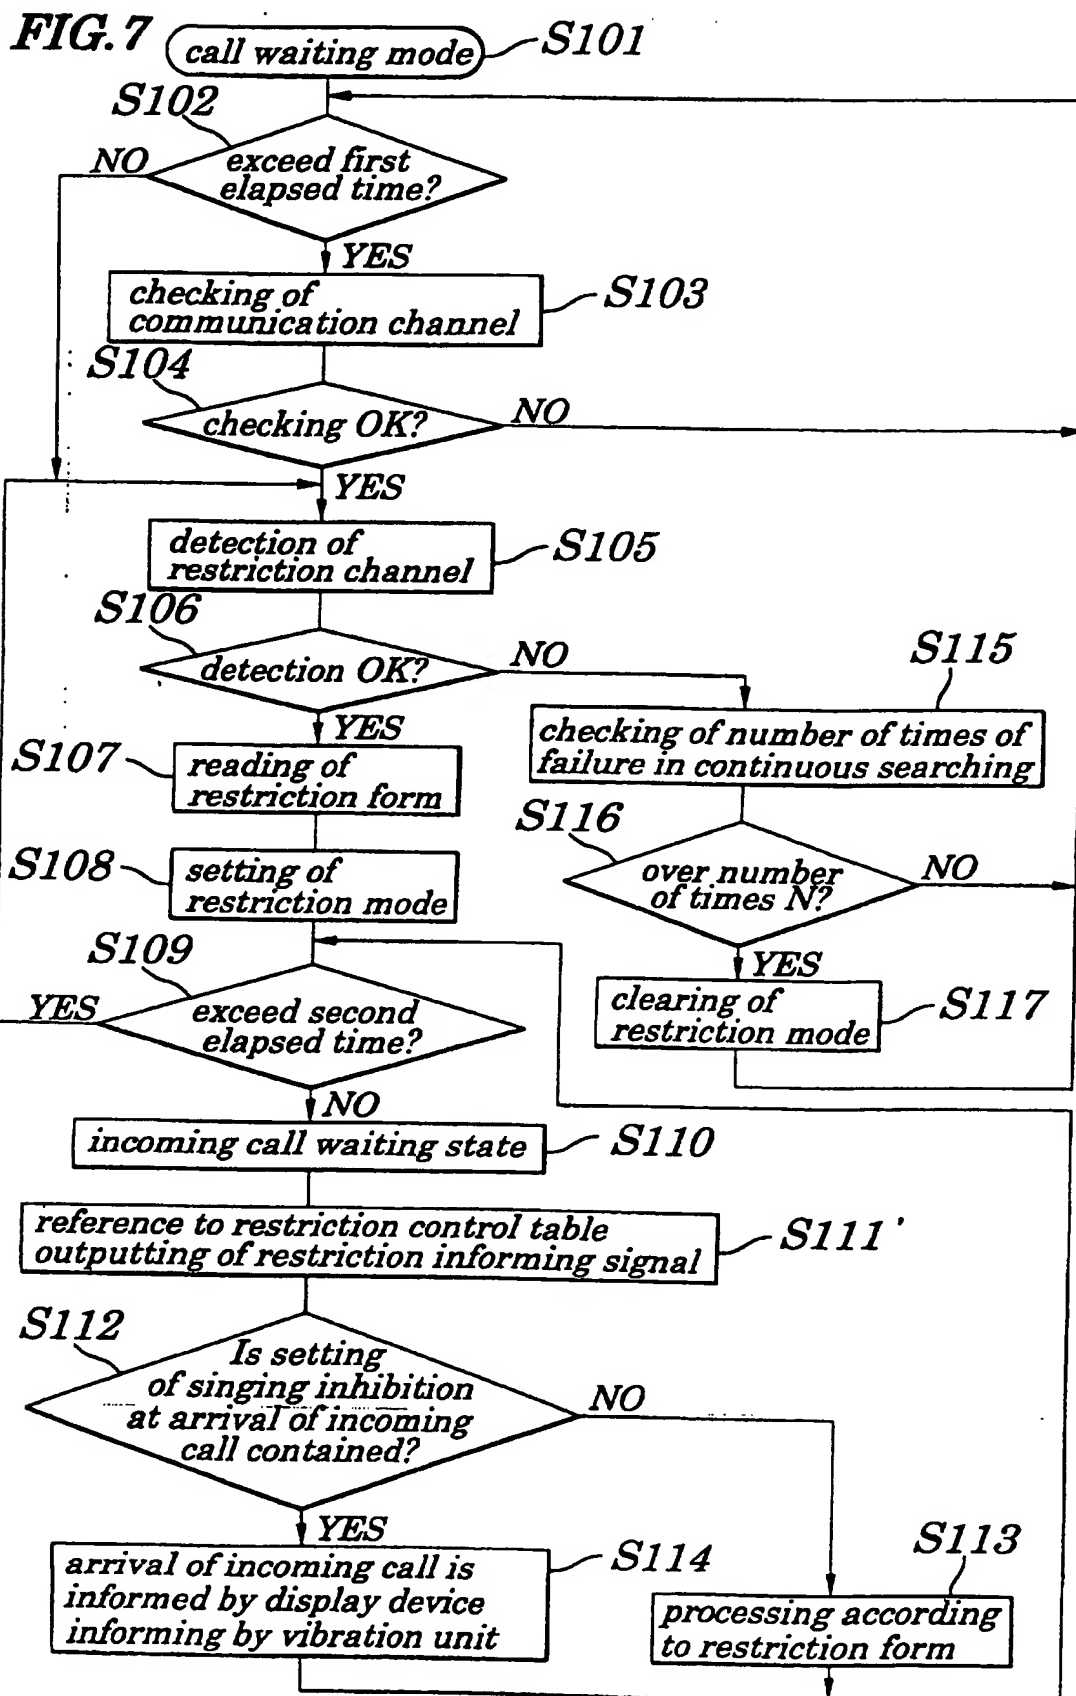 FIG.7
call waiting mode
S101
S102
exceed first
elapsed time?
NO
YES
checking of
communication channel
S103
S104
checking OK?
NO
YES
detection of
restriction channel
S105
S106
detection OK?
NO
YES
S115
checking of number of times of
failure in continuous searching
S107
reading of
restriction form
S116
over number
of times N?
NO
S108
setting of
restriction mode
YES
S109
exceed second
elapsed time?
YES
clearing of
restriction mode
S117
NO
incoming call waiting state
S110
reference to restriction control table
outputting of restriction informing signal
S111'
S112
Is setting
of singing inhibition
at arrival of incoming
call contained?
NO
YES
arrival of incoming call is
informed by display device
informing by vibration unit
S114
S113
processing according
to restriction form